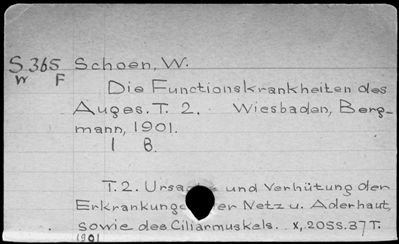 S 365 Schoen, W.
W F
Die Functionskrankheiten des
Auges. T. 2. Wiesbaden, Berg-
mann, 1901.
1 B.
T. 2. Ursa und Verhütung der
Erkrankung er Netz u. Aderhaut,
sowie des Ciliarmuskels. x, 205s. 37 T.
1901